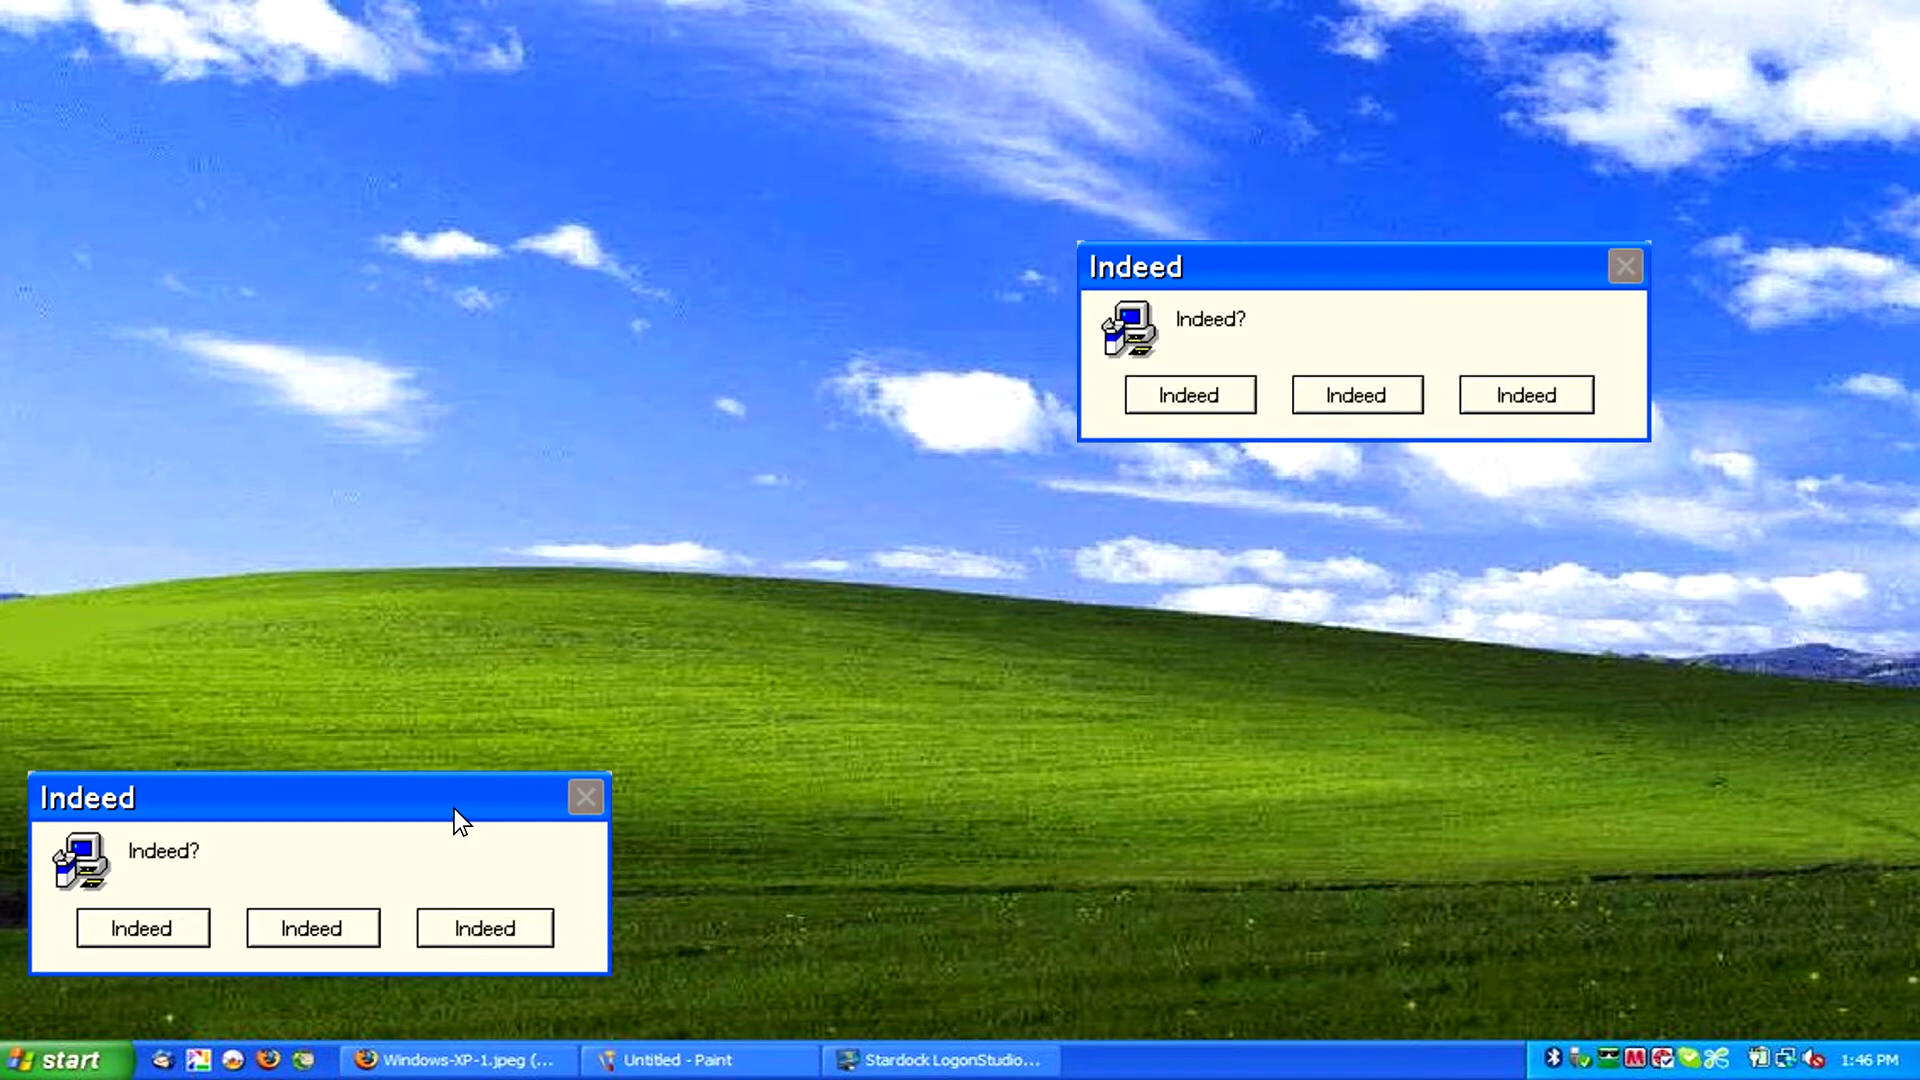 Indeed
Indeed?
Indeed Indeed Indeed
Indeed
Indeed?
Indeed Indeed Indeed
start Windows-XP-1.jpeg (... Untitled - Paint Stardock LogonStudio... 1:46 PM